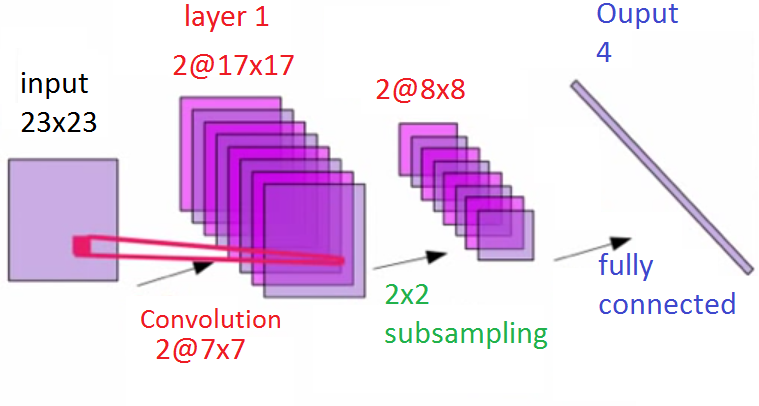 layer 1
2@17x17
input
23x23
2@8x8
Ouput
4
Convolution
2@7x7
2x2
subsampling
fully
connected